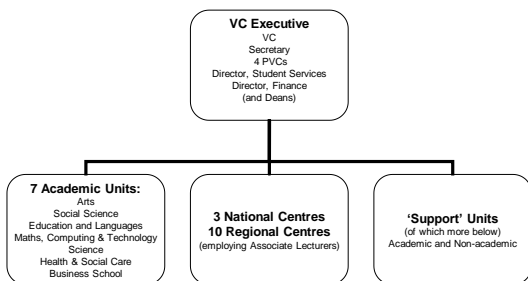 VC Executive
VC
Secretary
4 PVCs
Director, Student Services
Director, Finance
(and Deans)
7 Academic Units:
Arts
Social Science
Education and Languages
Maths, Computing & Technology
Science
Health & Social Care
Business School
3 National Centres
10 Regional Centres
(employing Associate Lecturers)
‘Support’ Units
(of which more below)
Academic and Non-academic